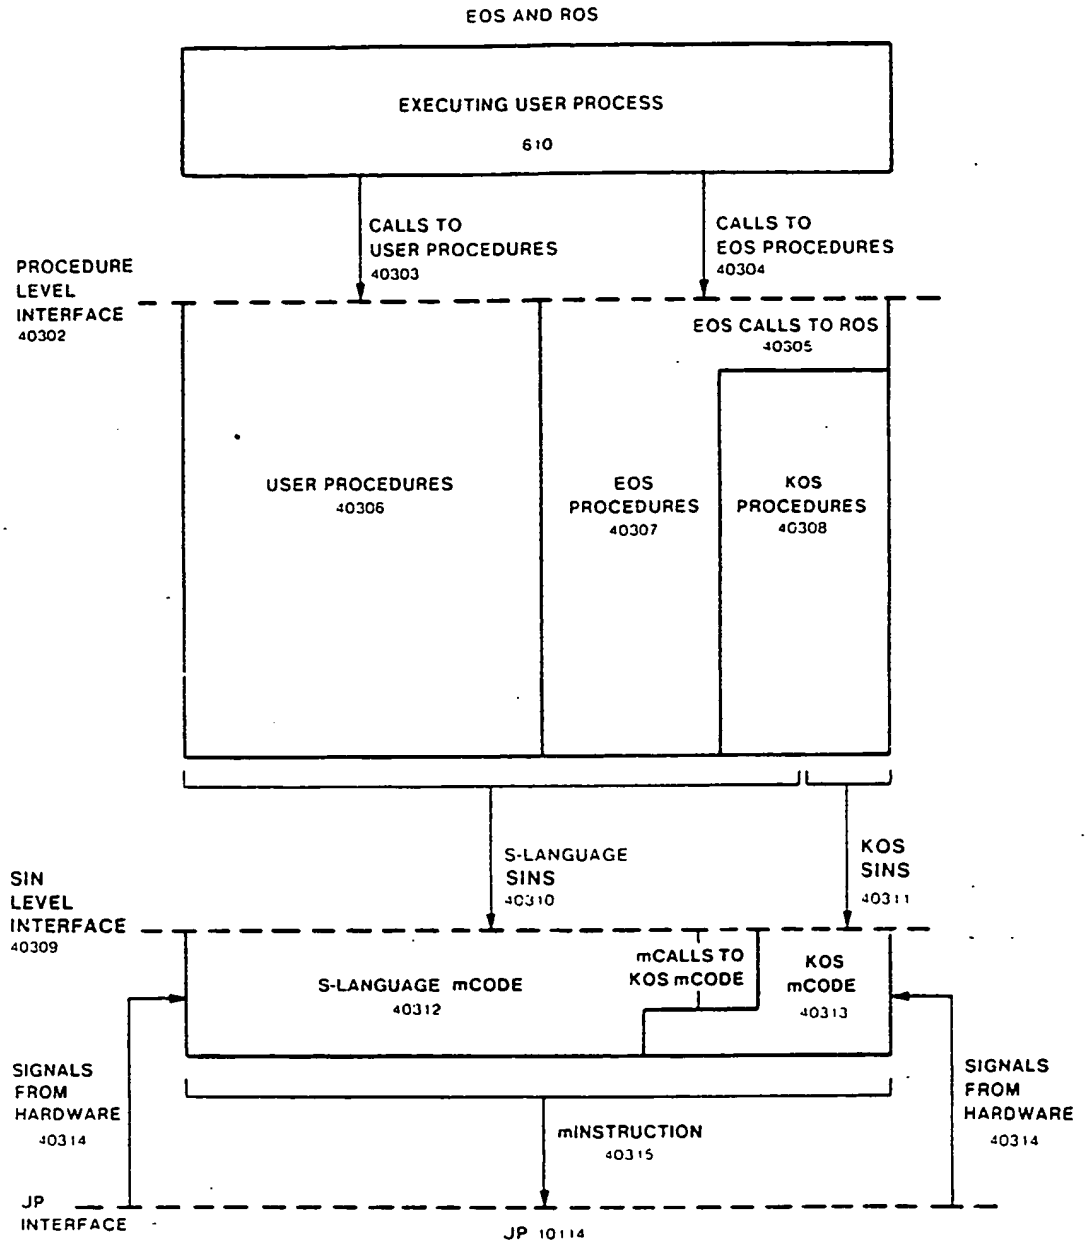 EOS AND ROS
EXECUTING USER PROCESS
610
CALLS TO
USER PROCEDURES
40303
CALLS TO
EOS PROCEDURES
40304
PROCEDURE
LEVEL
INTERFACE
40302
EOS CALLS TO ROS
40305
USER PROCEDURES
40306
EOS
PROCEDURES
40307
KOS
PROCEDURES
40308
S-LANGUAGE
SINS
40310
KOS
SINS
40311
SIN
LEVEL
INTERFACE
40309
S-LANGUAGE mCODE
40312
mCALLS TO
KOS mCODE
KOS
mCODE
40313
SIGNALS
FROM
HARDWARE
40314
SIGNALS
FROM
HARDWARE
40314
mINSTRUCTION
40315
JP
INTERFACE
JP 10114